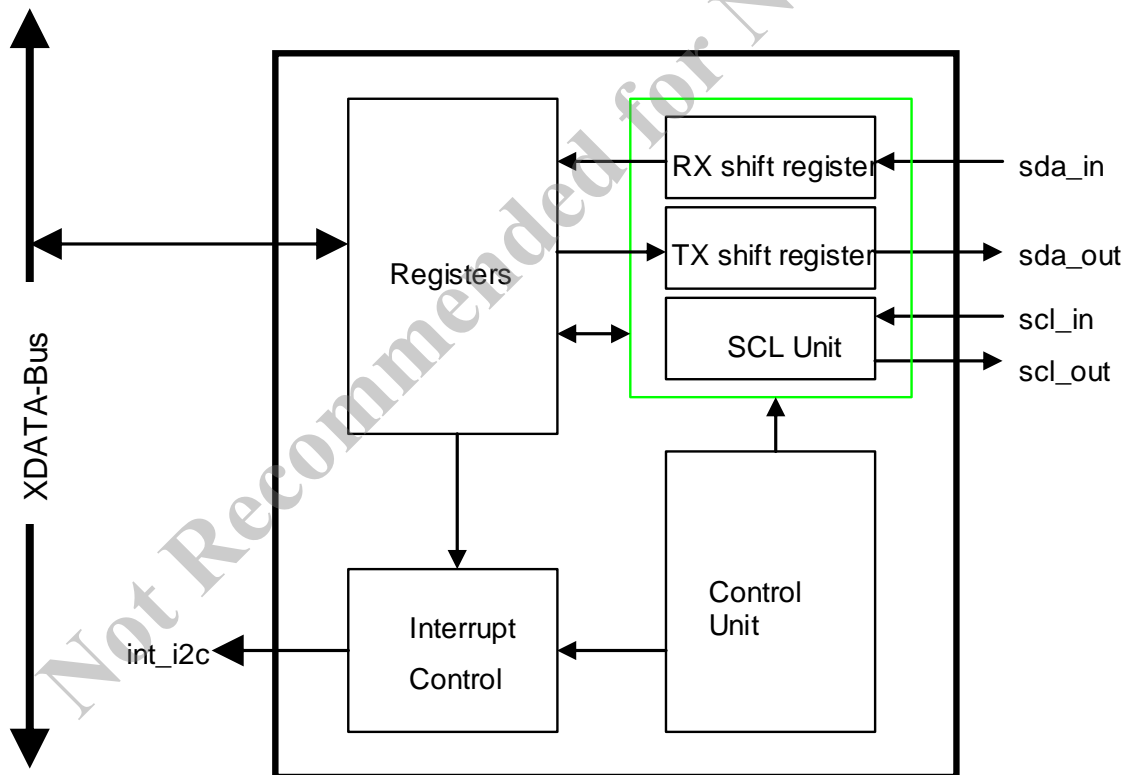 Not Recommended for N
RX shift register
sda_in
TX shift register
sda_out
Registers
scl_in
SCL Unit
scl_out
XDATA-Bus
Control
Unit
Interrupt
Control
int_i2c